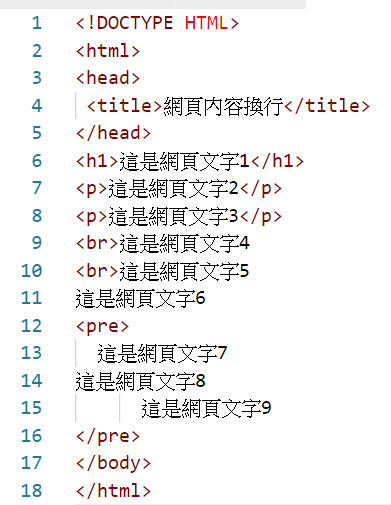 1 <!DOCTYPE HTML>
2 <html>
3 <head>
4  <title>網頁內容換行</title>
5 </head>
6 <h1>這是網頁文字1</h1>
7 <p>這是網頁文字2</p>
8 <p>這是網頁文字3</p>
9 <br>這是網頁文字4
10 <br>這是網頁文字5
11 這是網頁文字6
12 <pre>
13   這是網頁文字7
14 這是網頁文字8
15       這是網頁文字9
16 </pre>
17 </body>
18 </html>